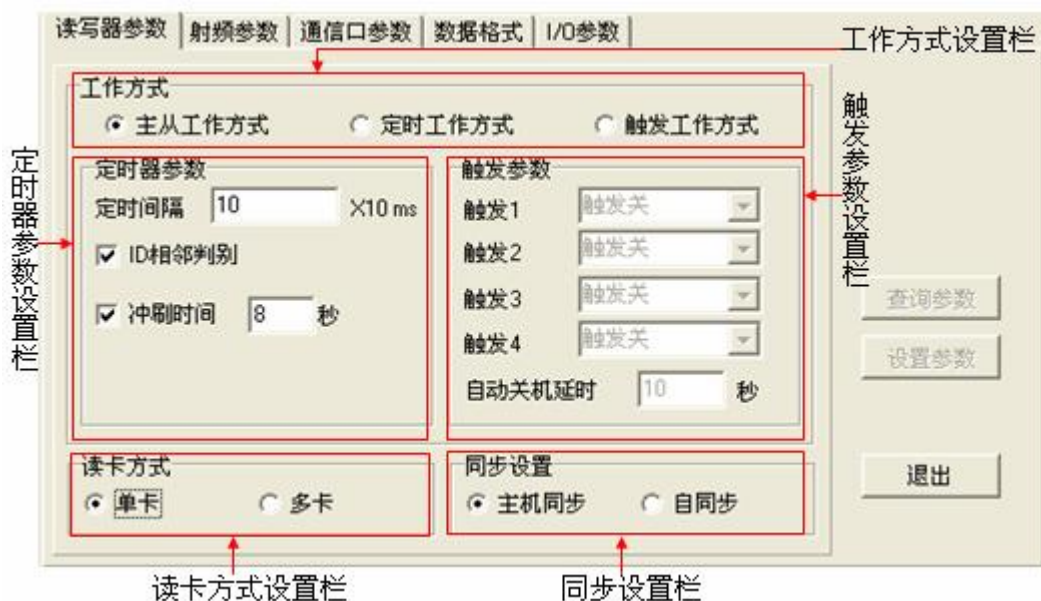 读写器参数 射频参数 通信口参数 数据格式 I/O参数
工作方式设置栏
工作方式
主从工作方式 定时工作方式 触发工作方式
定时器参数设置栏
定时器参数
定时间隔 10 X10 ms
ID相邻判别
冲刷时间 8 秒
触发参数
触发1 触发关
触发2 触发关
触发3 触发关
触发4 触发关
自动关机延时 10 秒
触发参数设置栏
查询参数
设置参数
读卡方式
单卡 多卡
同步设置
主机同步 自同步
退出
读卡方式设置栏 同步设置栏